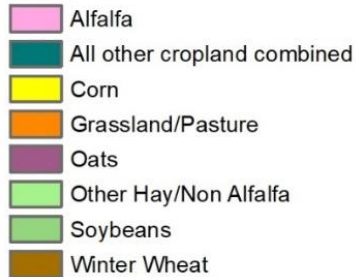 Alfalfa
All other cropland combined
Corn
Grassland/Pasture
Oats
Other Hay/Non Alfalfa
Soybeans
Winter Wheat